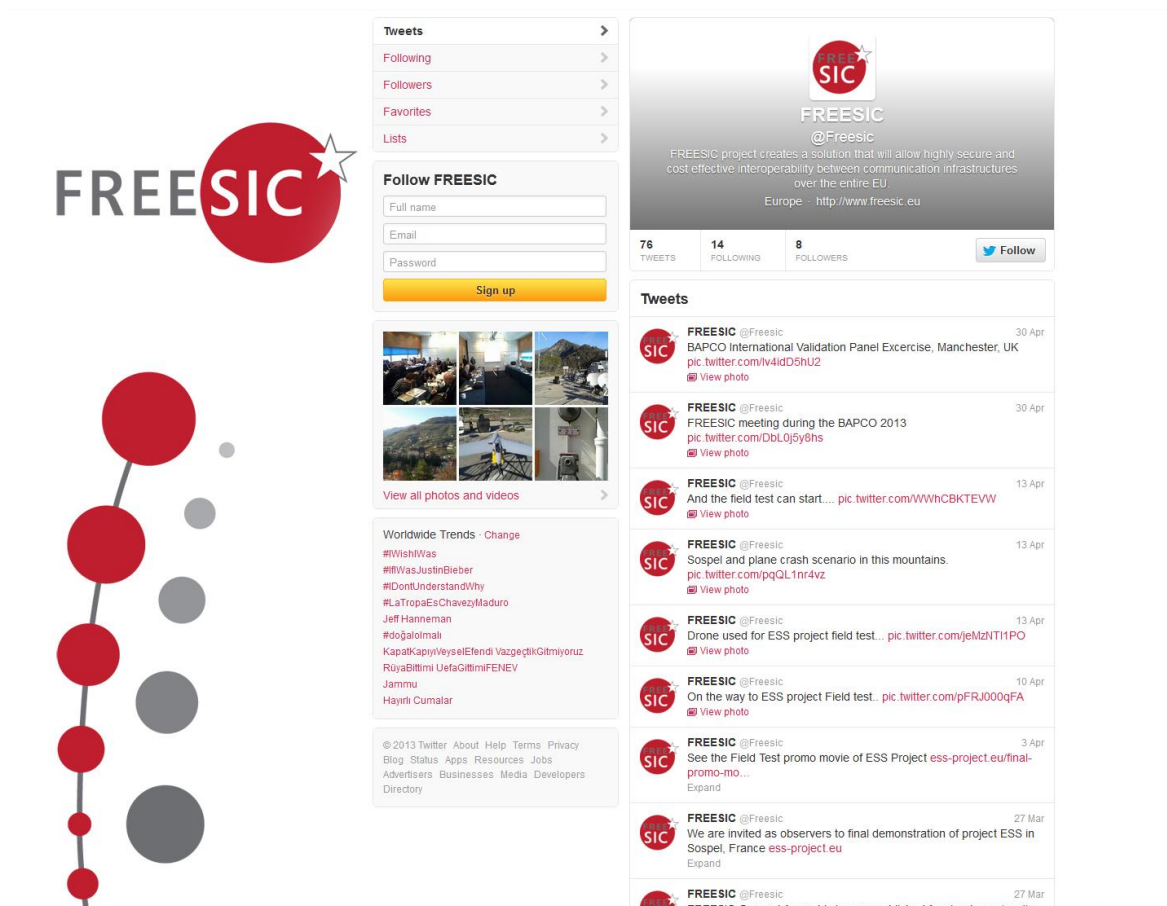 FREESIC
Tweets
Following
Followers
Favorites
Lists
Follow FREESIC
Full name
Email
Password
Sign up
View all photos and videos
Worldwide Trends · Change
#IWishIWas
#IfIWasJustinBieber
#IDontUnderstandWhy
#LaTropaEsChavezyMaduro
Jeff Hanneman
#doğalolmalı
KapatKapıyıVeyselEfendi VazgeçtikGitmiyoruz
RüyaBittimi UefaGittimiFENEV
Jammu
Hayırlı Cumalar
© 2013 Twitter About Help Terms Privacy
Blog Status Apps Resources Jobs
Advertisers Businesses Media Developers
Directory
FREE
SIC
FREESIC
@Freesic
FREESIC project creates a solution that will allow highly secure and
cost effective interoperability between communication infrastructures
over the entire EU.
Europe · http://www.freesic.eu
76
TWEETS
14
FOLLOWING
8
FOLLOWERS
Follow
Tweets
FREESIC @Freesic 30 Apr
BAPCO International Validation Panel Excercise, Manchester, UK
pic.twitter.com/Iv4idD5hU2
View photo
FREESIC @Freesic 30 Apr
FREESIC meeting during the BAPCO 2013
pic.twitter.com/DbL0j5y8hs
View photo
FREESIC @Freesic 13 Apr
And the field test can start.... pic.twitter.com/WWhCBKTEVW
View photo
FREESIC @Freesic 13 Apr
Sospel and plane crash scenario in this mountains.
pic.twitter.com/pqQL1nr4vz
View photo
FREESIC @Freesic 13 Apr
Drone used for ESS project field test... pic.twitter.com/jeMzNTI1PO
View photo
FREESIC @Freesic 10 Apr
On the way to ESS project Field test.. pic.twitter.com/pFRJ000qFA
View photo
FREESIC @Freesic 3 Apr
See the Field Test promo movie of ESS Project ess-project.eu/final-
promo-mo...
Expand
FREESIC @Freesic 27 Mar
We are invited as observers to final demonstration of project ESS in
Sospel, France ess-project.eu
Expand
FREESIC @Freesic 27 Mar